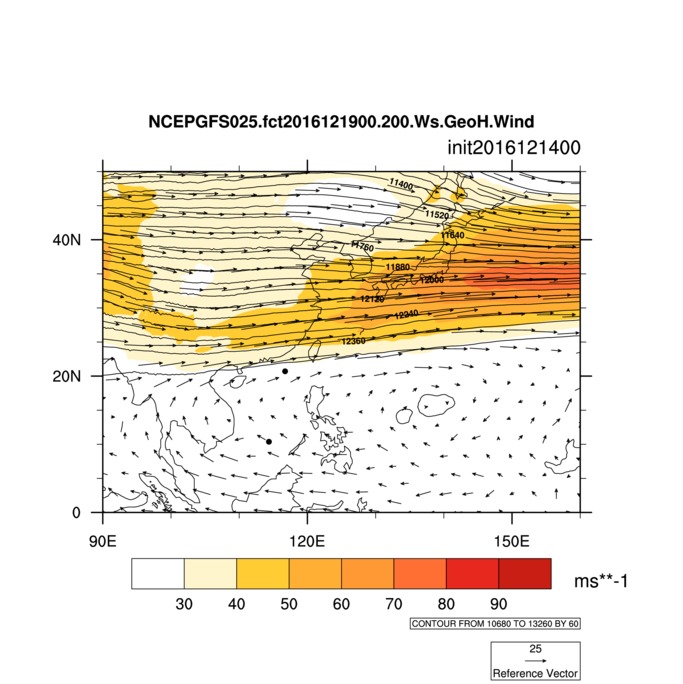 NCEPGFS025.fct2016121900.200.Ws.GeoH.Wind
init2016121400
11400
11520
11640
11760
11880
12000
12120
12240
12360
40N
20N
0
90E 120E 150E
30 40 50 60 70 80 90
ms**-1
CONTOUR FROM 10680 TO 13260 BY 60
25
Reference Vector